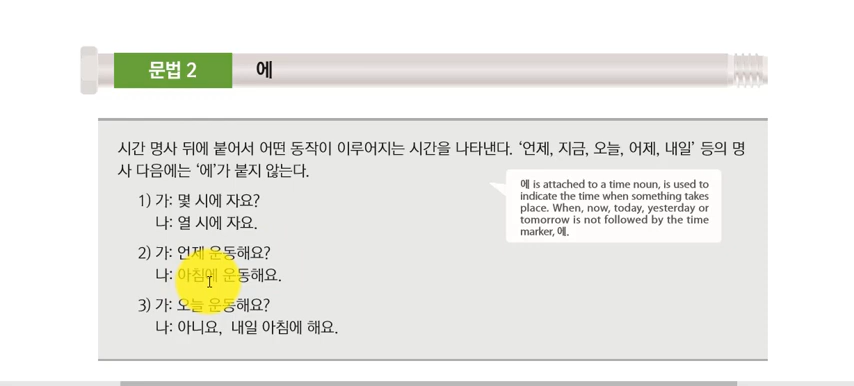 문법 2 에
시간 명사 뒤에 붙어서 어떤 동작이 이루어지는 시간을 나타낸다. ‘언제, 지금, 오늘, 어제, 내일’ 등의 명
사 다음에는 ‘에’가 붙지 않는다.
에 is attached to a time noun, is used to
indicate the time when something takes
place. When, now, today, yesterday or
tomorrow is not followed by the time
marker, 에.
1) 가: 몇 시에 자요?
나: 열 시에 자요.
2) 가: 언제 운동해요?
나: 아침에 운동해요.
3) 가: 오늘 운동해요?
나: 아니요, 내일 아침에 해요.